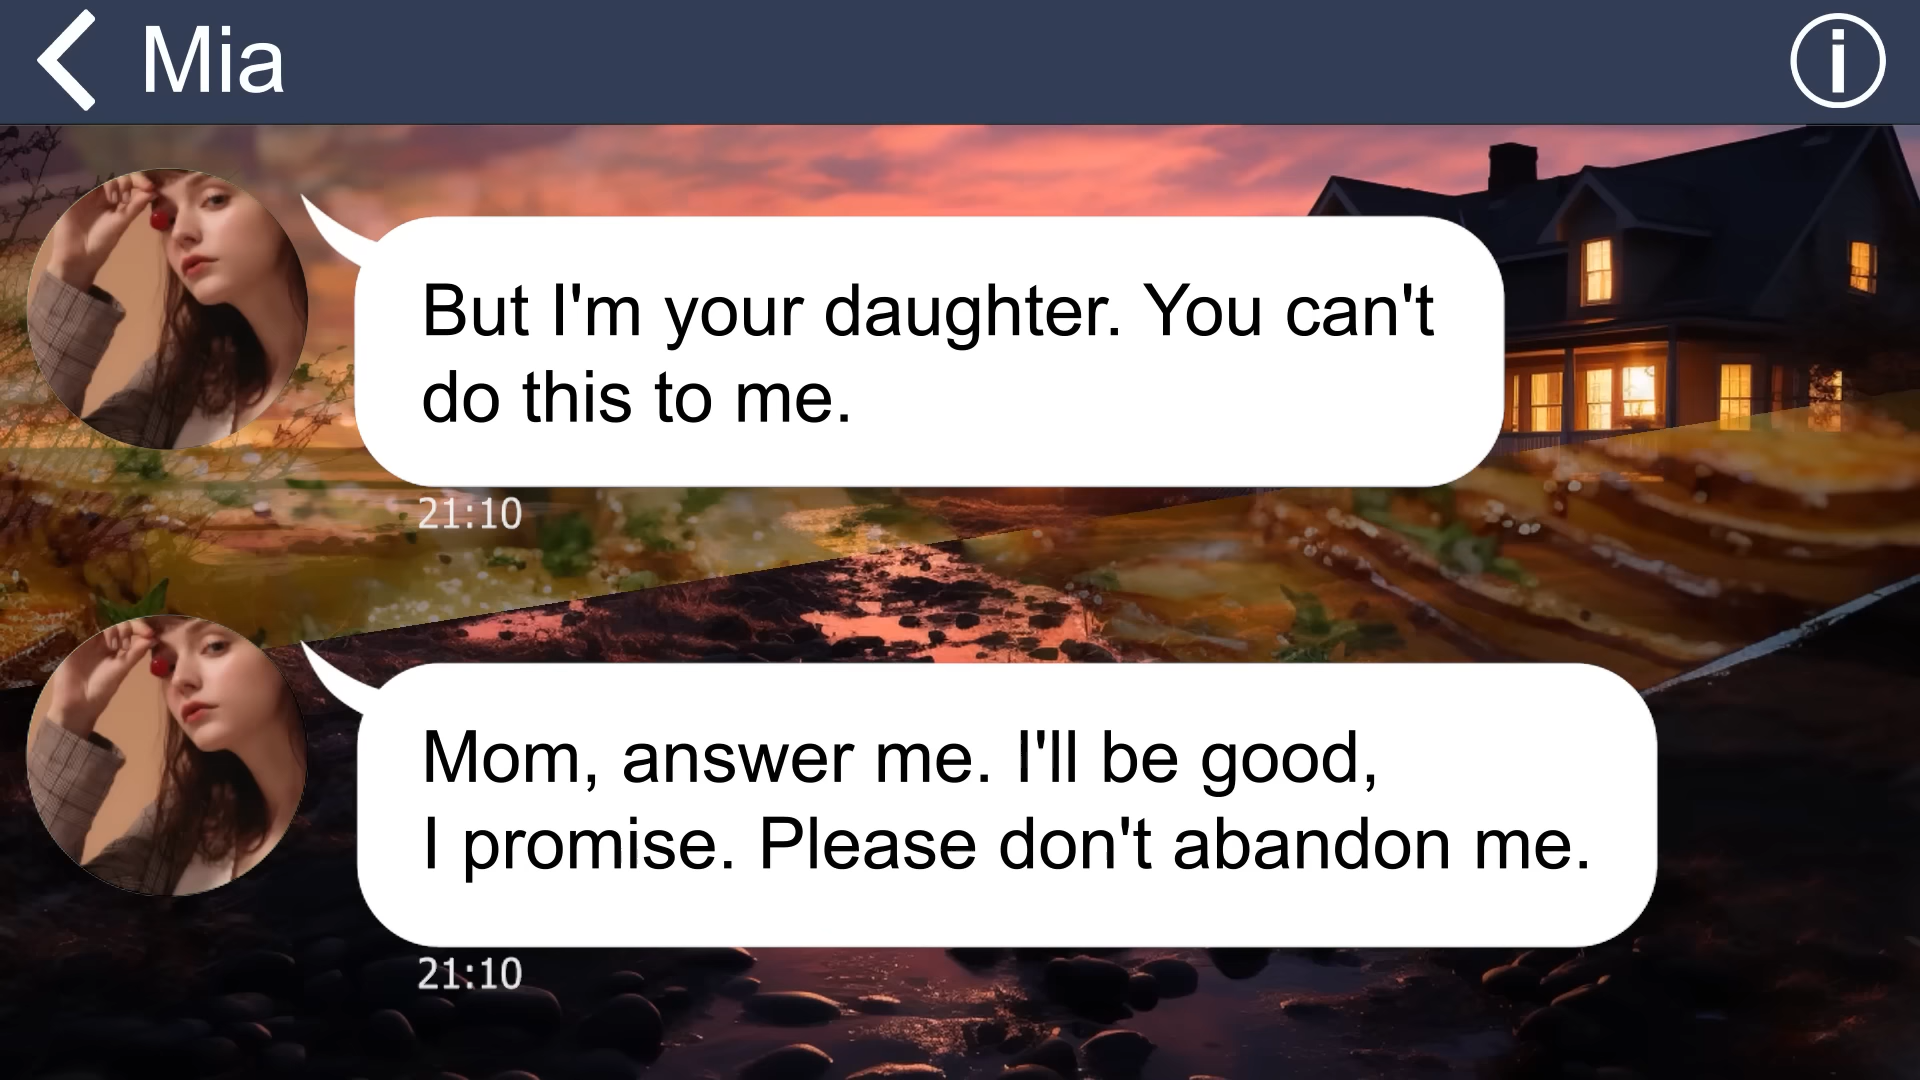 Mia
But I'm your daughter. You can't
do this to me.
21:10
Mom, answer me. I'll be good,
I promise. Please don't abandon me.
21:10